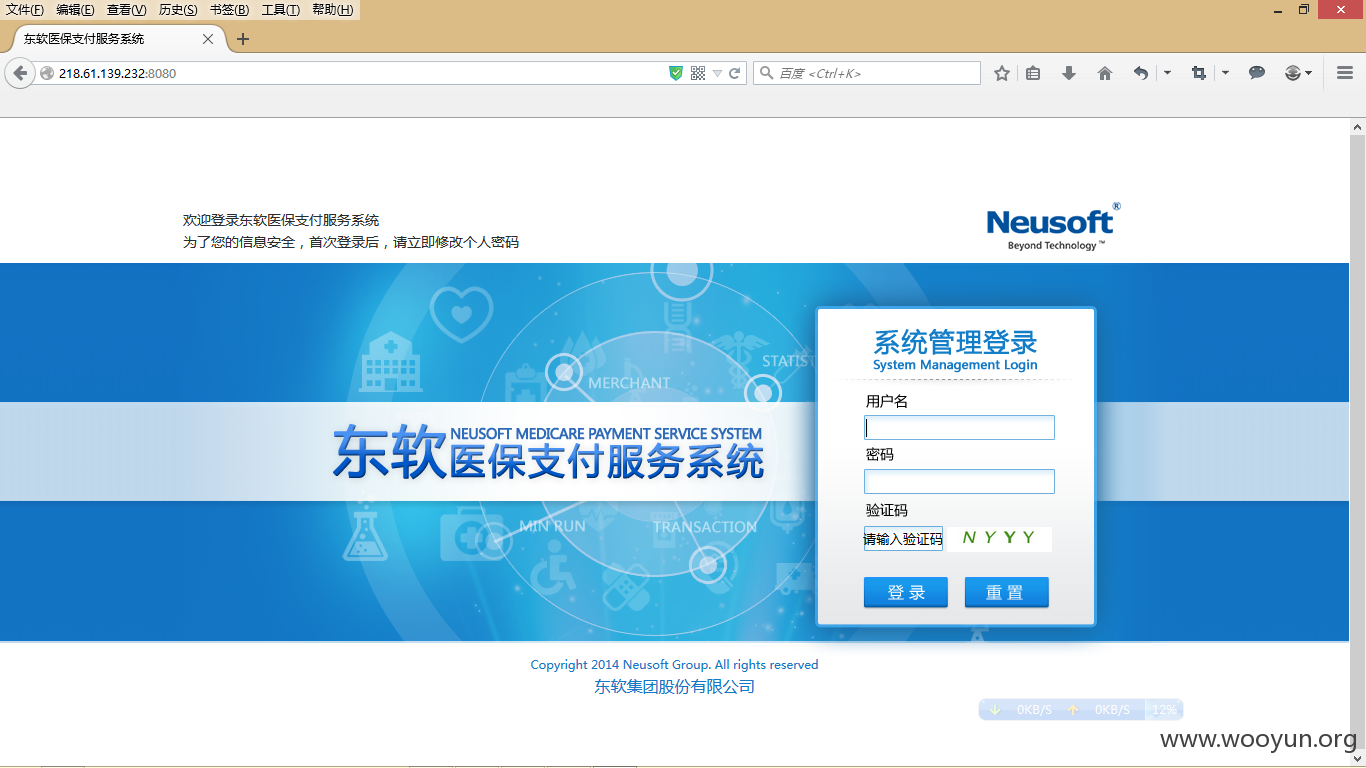 文件(F) 编辑(E) 查看(V) 历史(S) 书签(B) 工具(T) 帮助(H)
东软医保支付服务系统
218.61.139.232:8080
百度 <Ctrl+K>
欢迎登录东软医保支付服务系统
为了您的信息安全，首次登录后，请立即修改个人密码
Neusoft®
Beyond Technology™
系统管理登录
System Management Login
STATIST
MERCHANT
用户名
东软
NEUSOFT MEDICARE PAYMENT SERVICE SYSTEM
医保支付服务系统
密码
验证码
MIN RUN
TRANSACTION
请输入验证码
NYYY
登录
重置
Copyright 2014 Neusoft Group. All rights reserved
东软集团股份有限公司
0KB/S 0KB/S 12%
www.wooyun.org